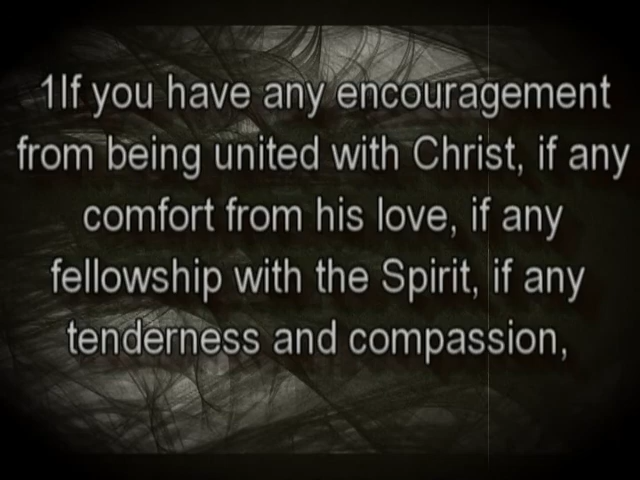 1If you have any encouragement
from being united with Christ, if any
comfort from his love, if any
fellowship with the Spirit, if any
tenderness and compassion,